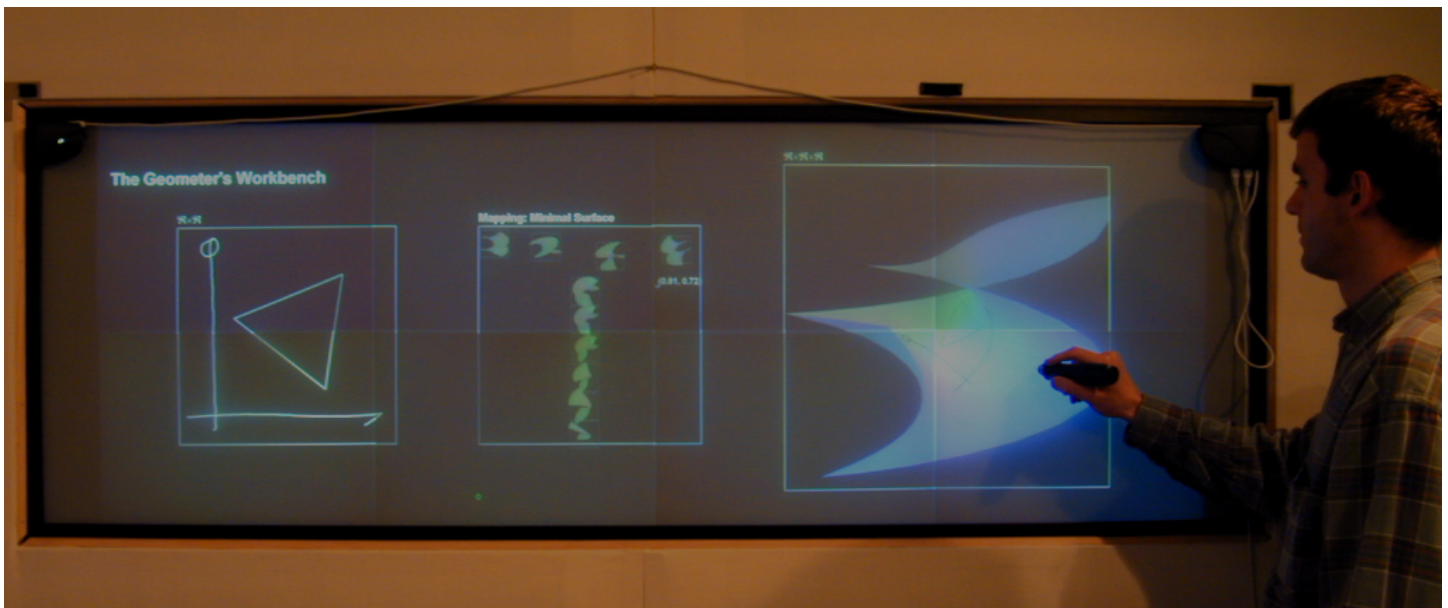 The Geometer's Workbench
ℜ×ℜ
Mapping: Minimal Surface
(0.81, 0.72)
ℜ×ℜ×ℜ